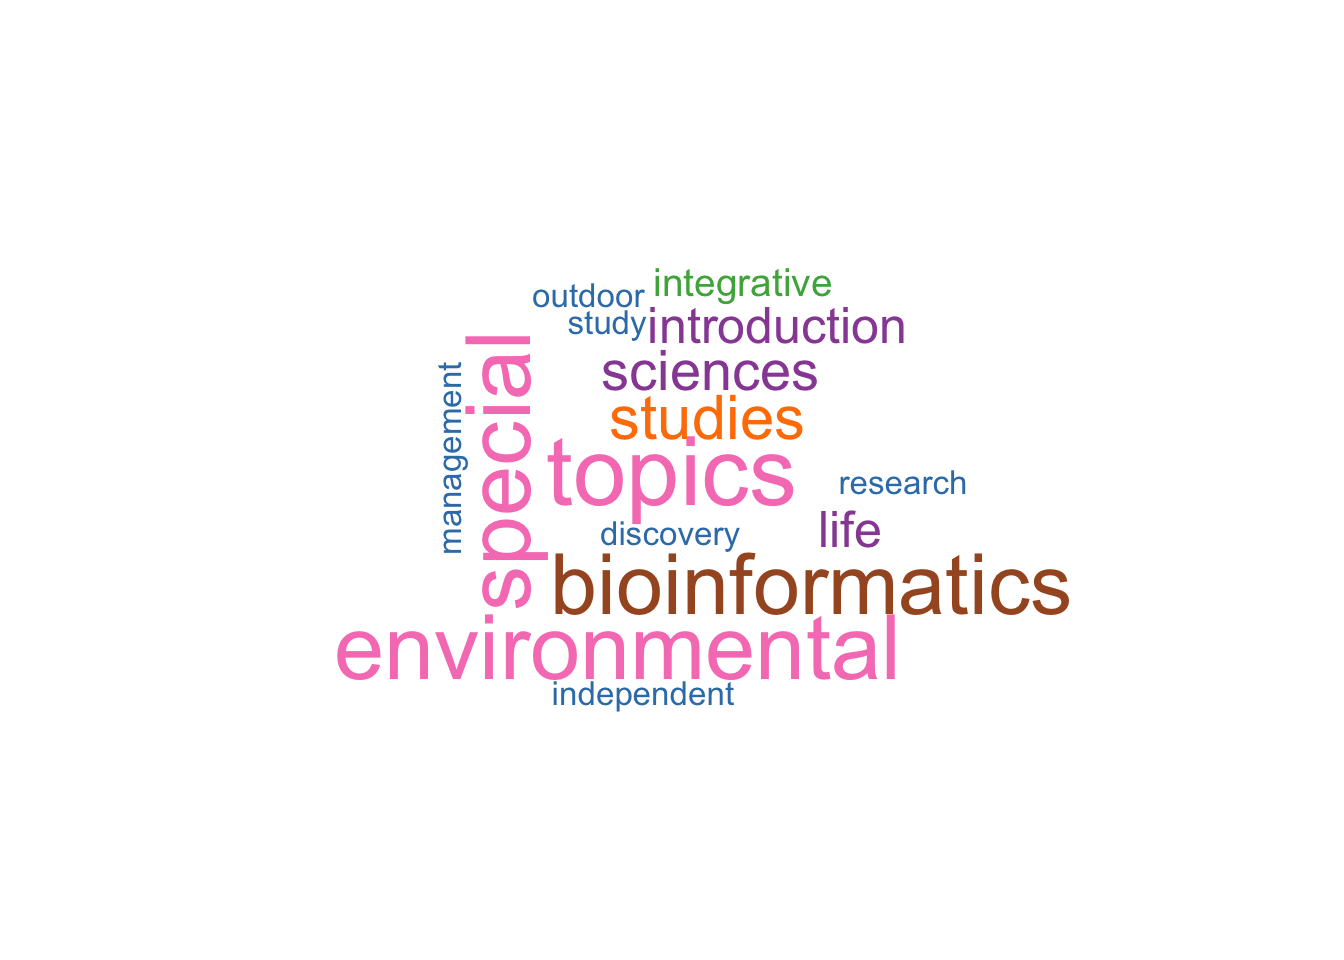 integrative
outdoor
study
introduction
sciences
management
special
studies
topics
research
discovery
life
bioinformatics
environmental
independent